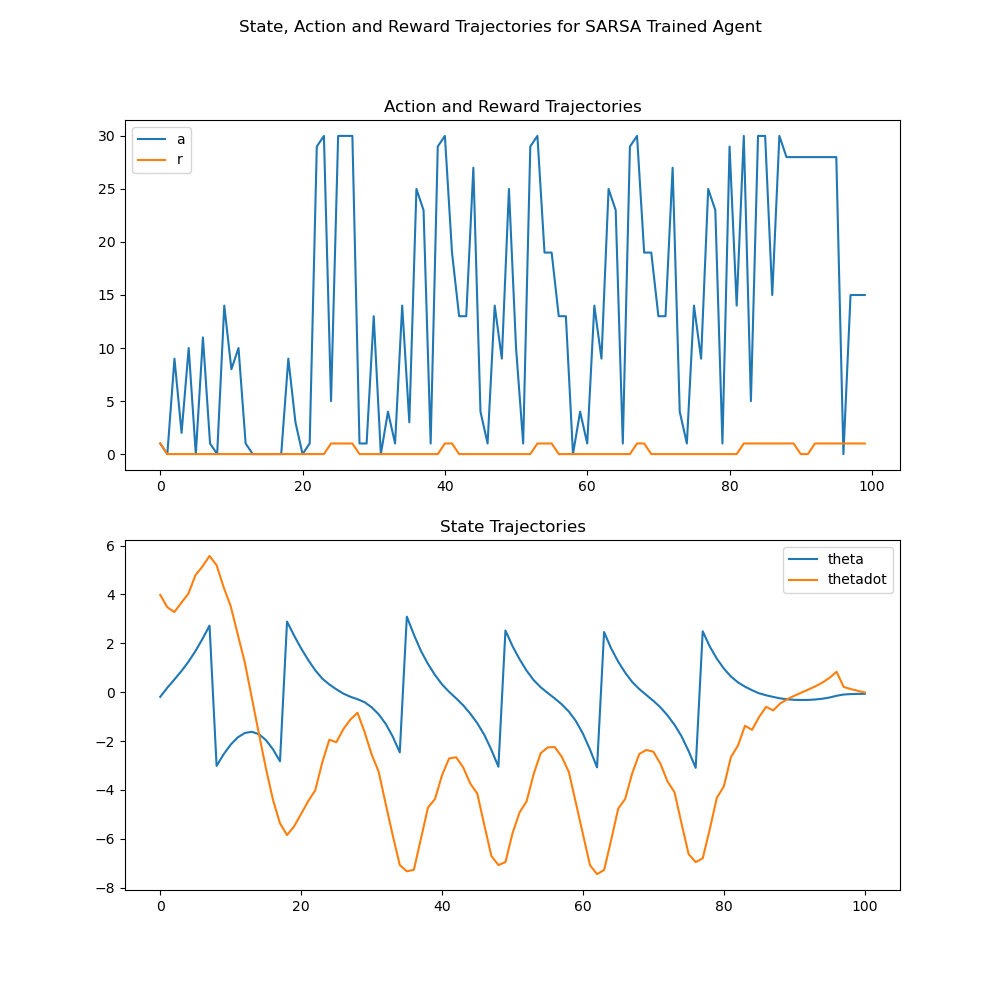 State, Action and Reward Trajectories for SARSA Trained Agent
Action and Reward Trajectories
30
25
20
15
10
5
0
a
r
0 20 40 60 80 100
State Trajectories
6
4
2
0
−2
−4
−6
−8
theta
thetadot
0 20 40 60 80 100